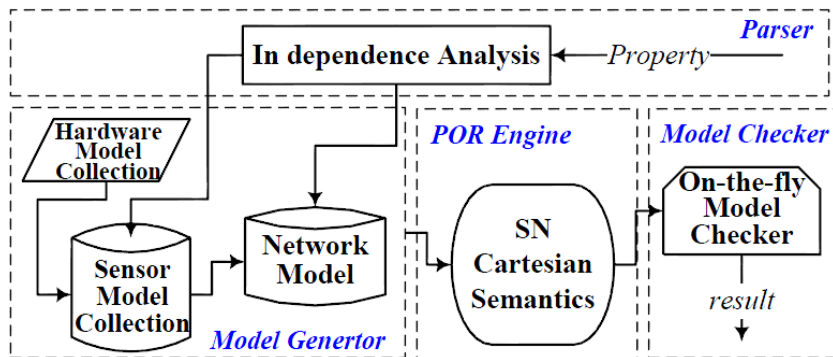 Parser
In dependence Analysis
Property
Hardware
Model
Collection
POR Engine
Model Checker
On-the-fly
Model
Checker
Network
Model
SN
Cartesian
Semantics
Sensor
Model
Collection
result
Model Genertor